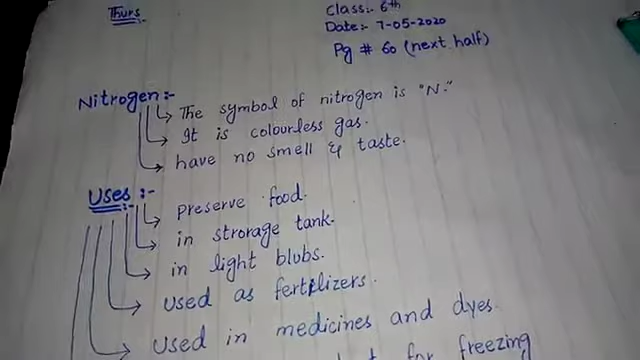 Thurs
Class:- 6th
Date:- 7-05-2020
Pg # 60 (next half)
Nitrogen:-
The symbol of nitrogen is "N."
It is colourless gas.
have no smell & taste.
Uses:-
preserve food.
in strorage tank.
in light blubs.
used as fertilizers.
used in medicines and dyes.
for freezing